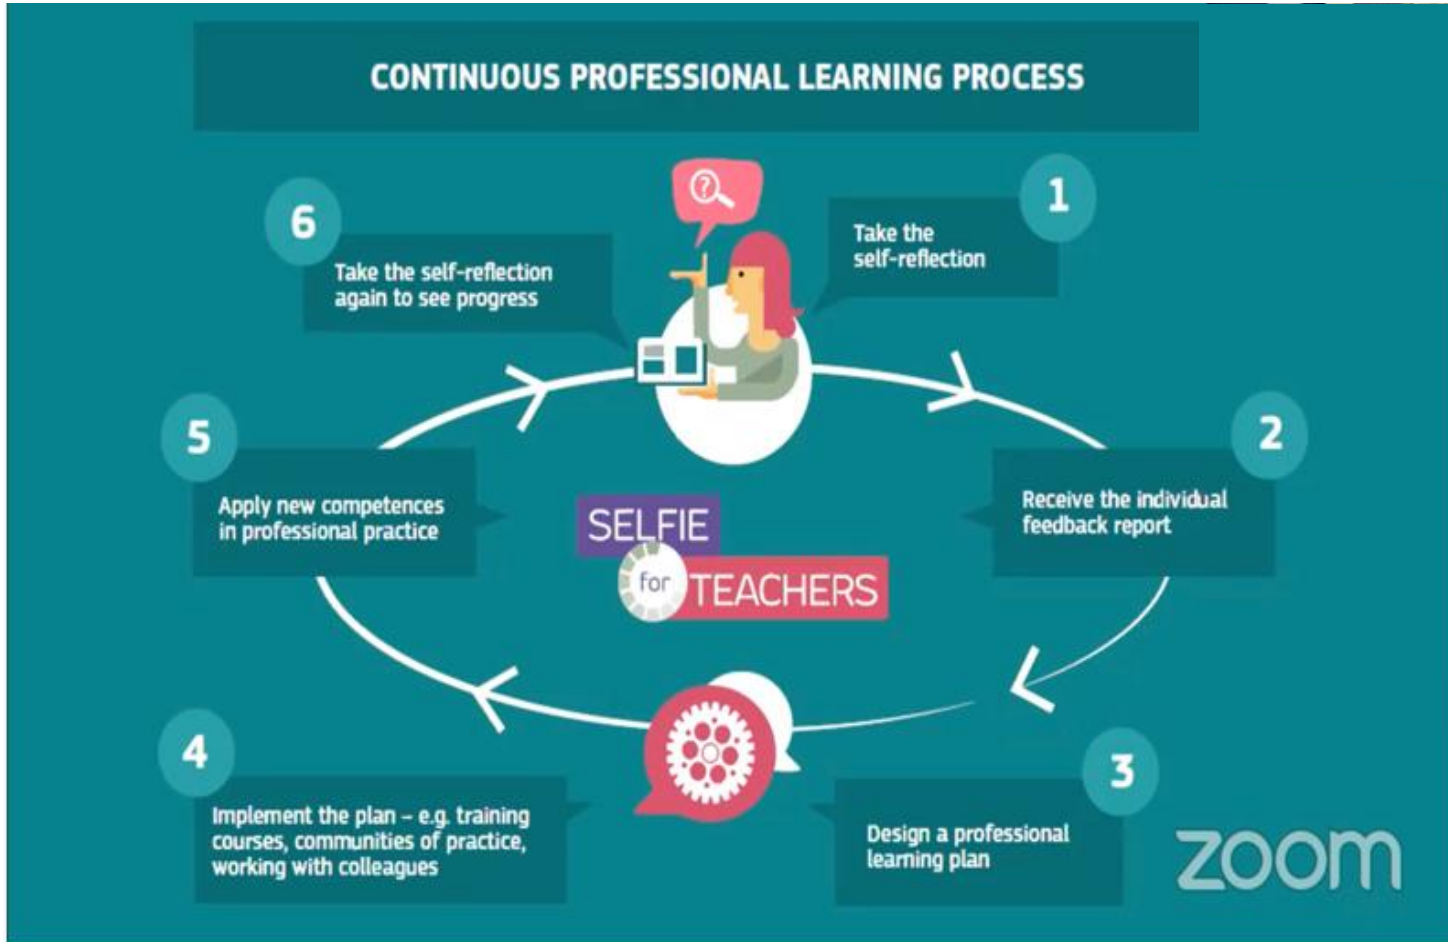 CONTINUOUS PROFESSIONAL LEARNING PROCESS
1
Take the
self-reflection
2
Receive the individual
feedback report
3
Design a professional
learning plan
4
Implement the plan – e.g. training
courses, communities of practice,
working with colleagues
5
Apply new competences
in professional practice
6
Take the self-reflection
again to see progress
?
SELFIE
for
TEACHERS
zoom